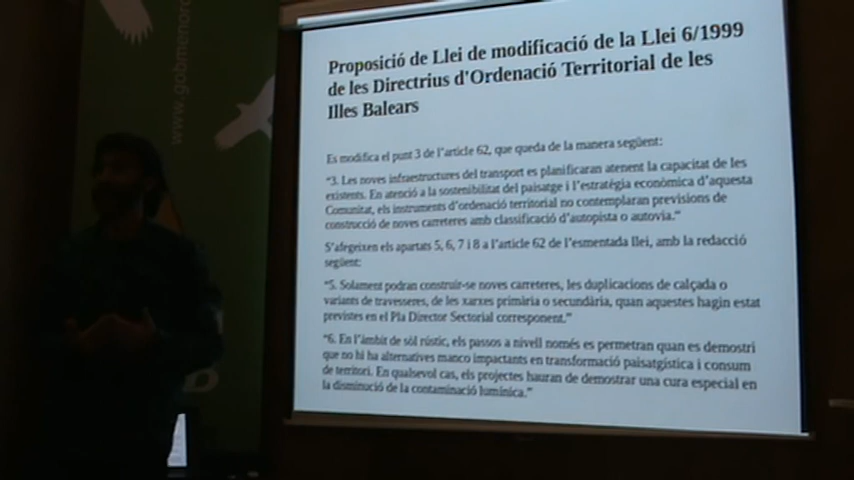 www.gobmenorc
Proposició de Llei de modificació de la Llei 6/1999
de les Directrius d'Ordenació Territorial de les
Illes Balears
Es modifica el punt 3 de l'article 62, que queda de la manera següent:
"3. Les noves infraestructures del transport es planificaran atenent la capacitat de les
existents. En atenció a la sostenibilitat del paisatge i l'estratègia econòmica d'aquesta
Comunitat, els instruments d'ordenació territorial no contemplaran previsions de
construcció de noves carreteres amb classificació d'autopista o autovia."
S'afegeixen els apartats 5, 6, 7 i 8 a l'article 62 de l'esmentada llei, amb la redacció
següent:
"5. Solament podran construir-se noves carreteres, les duplicacions de calçada o
variants de travesseres, de les xarxes primària o secundària, quan aquestes hagin estat
previstes en el Pla Director Sectorial corresponent."
"6. En l'àmbit de sòl rústic, els passos a nivell només es permetran quan es demostri
que no hi ha alternatives manco impactants en transformació paisatgística i consum
de territori. En qualsevol cas, els projectes hauran de demostrar una cura especial en
la disminució de la contaminació lumínica."